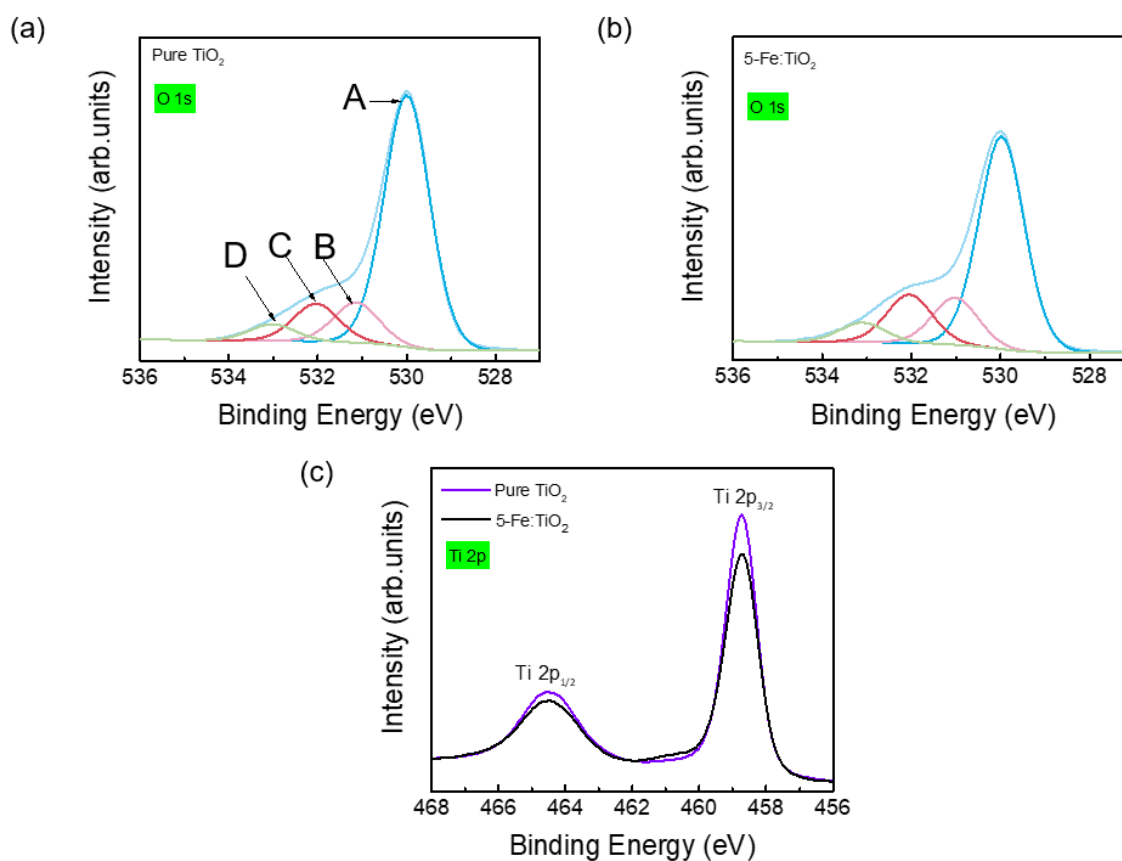 (a)
Pure TiO₂
O 1s
A
B
C
D
Intensity (arb.units)
536 534 532 530 528
Binding Energy (eV)
(b)
5-Fe:TiO₂
O 1s
Intensity (arb.units)
536 534 532 530 528
Binding Energy (eV)
(c)
Pure TiO₂
5-Fe:TiO₂
Ti 2p
Ti 2p₁/₂
Ti 2p₃/₂
Intensity (arb.units)
468 466 464 462 460 458 456
Binding Energy (eV)